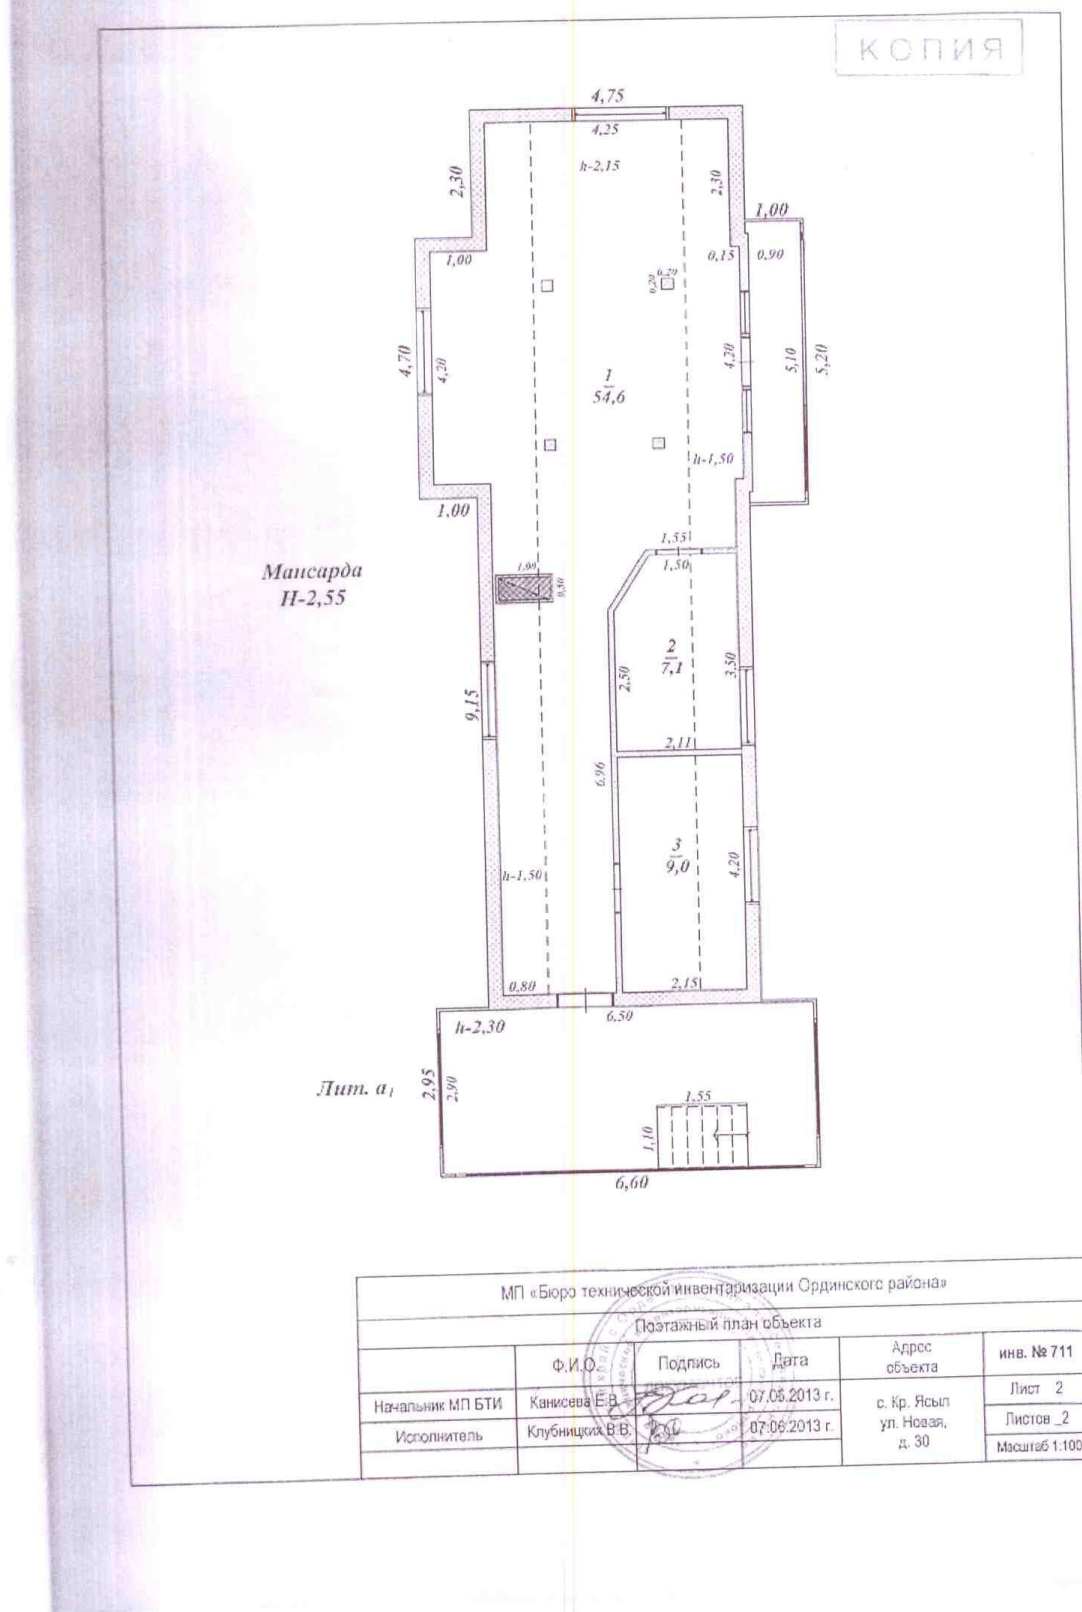 КОПИЯ
4,75
4,25
h-2,15
2,30
2,30
1,00
1,00
0,15
0,90
0,20
0,20
4,70
4,20
4,20
5,10
5,20
1
54,6
h-1,50
1,00
1,55
1,50
1,00
0,50
Мансарда
Н-2,55
2
7,1
2,50
3,50
9,15
2,11
6,96
3
9,0
4,20
h-1,50
0,80
2,15
6,50
h-2,30
Лит. а₁
2,95
2,90
1,55
1,10
6,60
МП «Бюро технической инвентаризации Ординского района»
Поэтажный план объекта
Ф.И.О. Подпись Дата Адрес объекта инв. № 711
Начальник МП БТИ Канисева Е.В. 07.06.2013 г. с. Кр. Ясыл ул. Новая, д. 30 Лист 2
Исполнитель Клубницких В.В. 07.06.2013 г. Листов _2
Масштаб 1:100